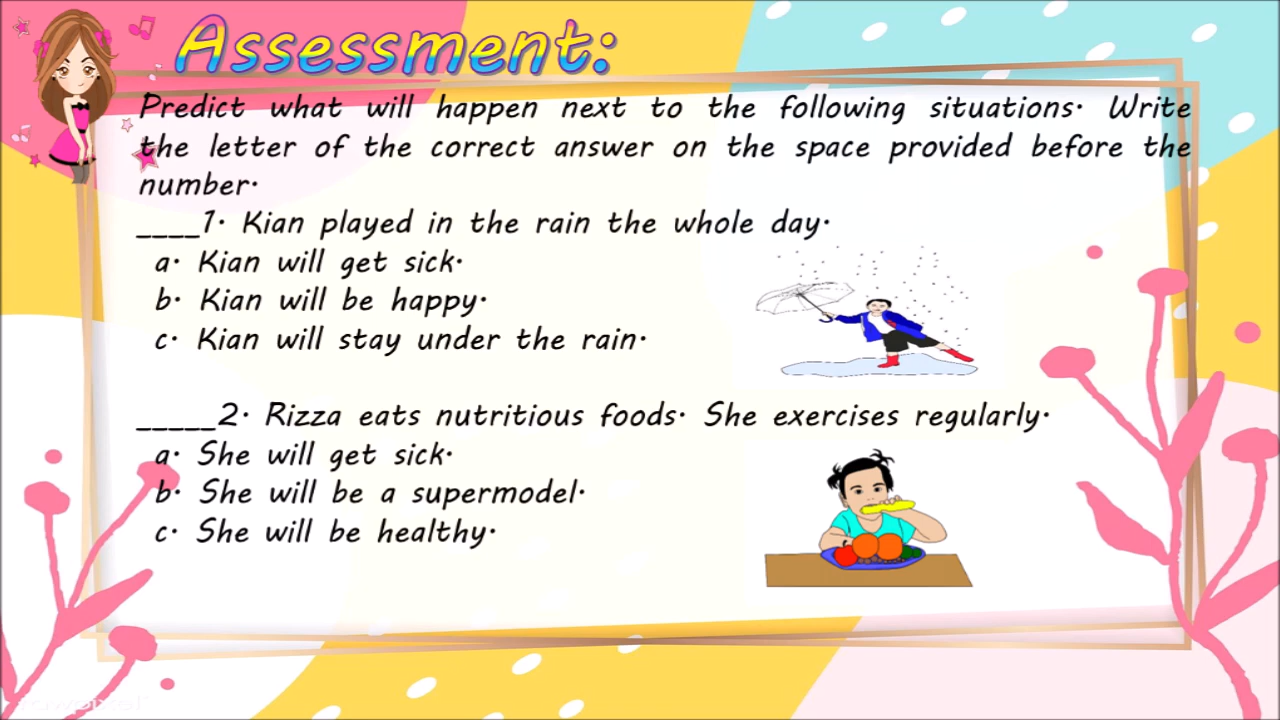 Assessment:
Predict what will happen next to the following situations. Write
the letter of the correct answer on the space provided before the
number.
____1. Kian played in the rain the whole day.
a. Kian will get sick.
b. Kian will be happy.
c. Kian will stay under the rain.
_____2. Rizza eats nutritious foods. She exercises regularly.
a. She will get sick.
b. She will be a supermodel.
c. She will be healthy.